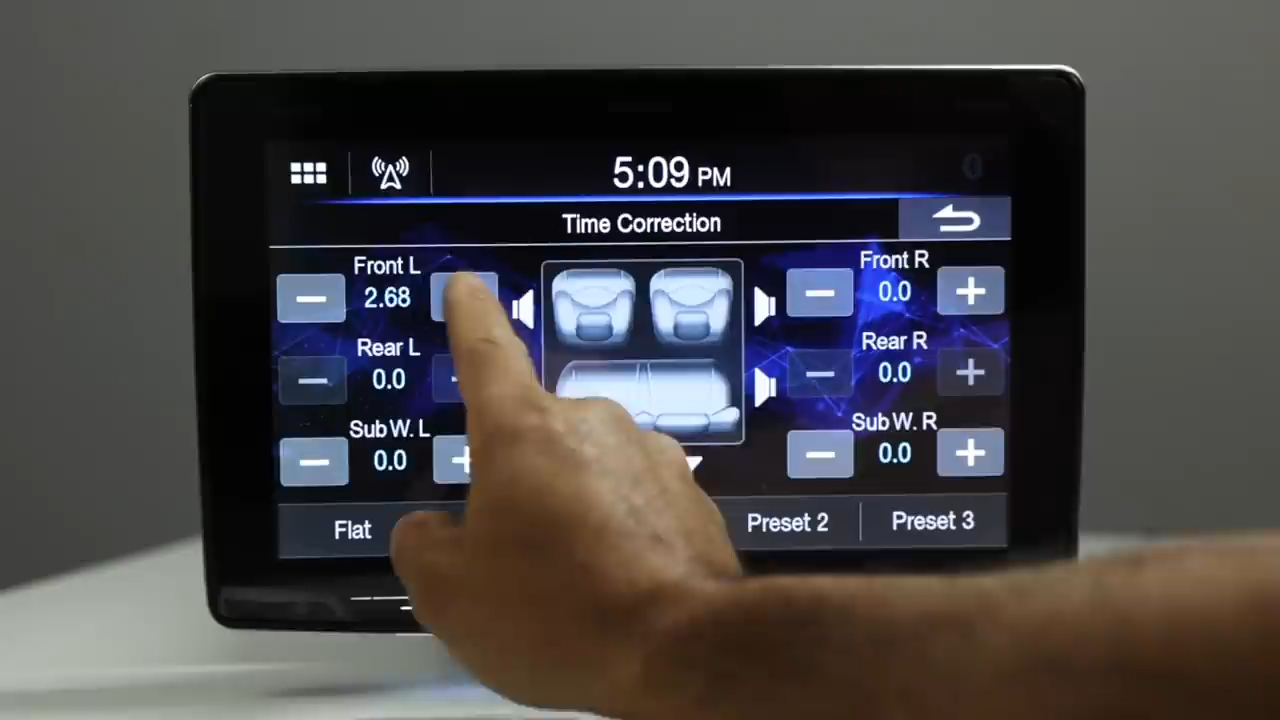 5:09 PM
Time Correction
Front L
2.68
Front R
0.0
Rear L
0.0
Rear R
0.0
Sub W. L
0.0
Sub W. R
0.0
Flat
Preset 2
Preset 3